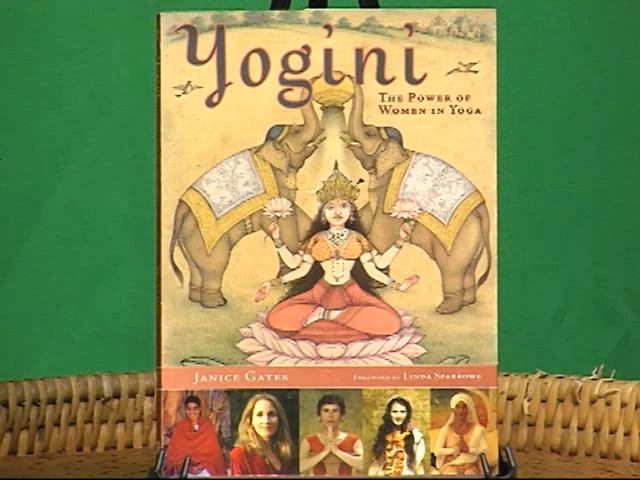 Yogini
The Power of
Women in Yoga
Janice Gates
Foreword by Linda Sparrowe